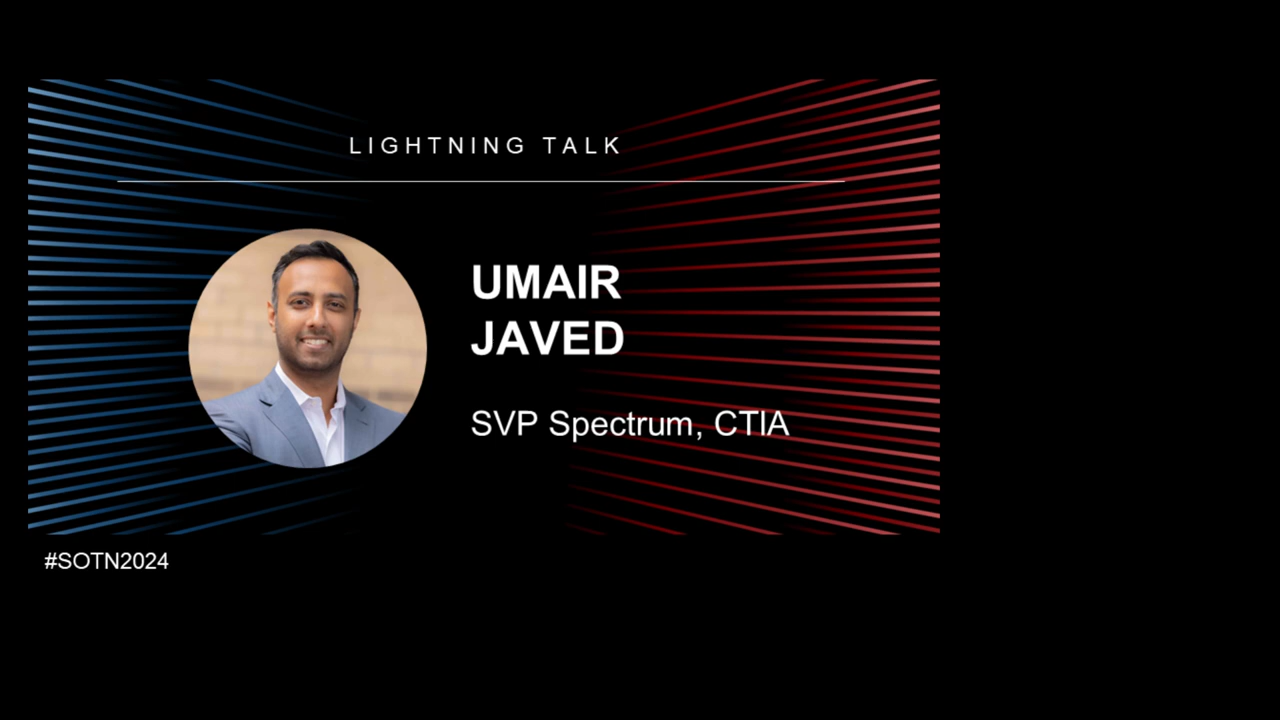 LIGHTNING TALK
UMAIR
JAVED
SVP Spectrum, CTIA
#SOTN2024